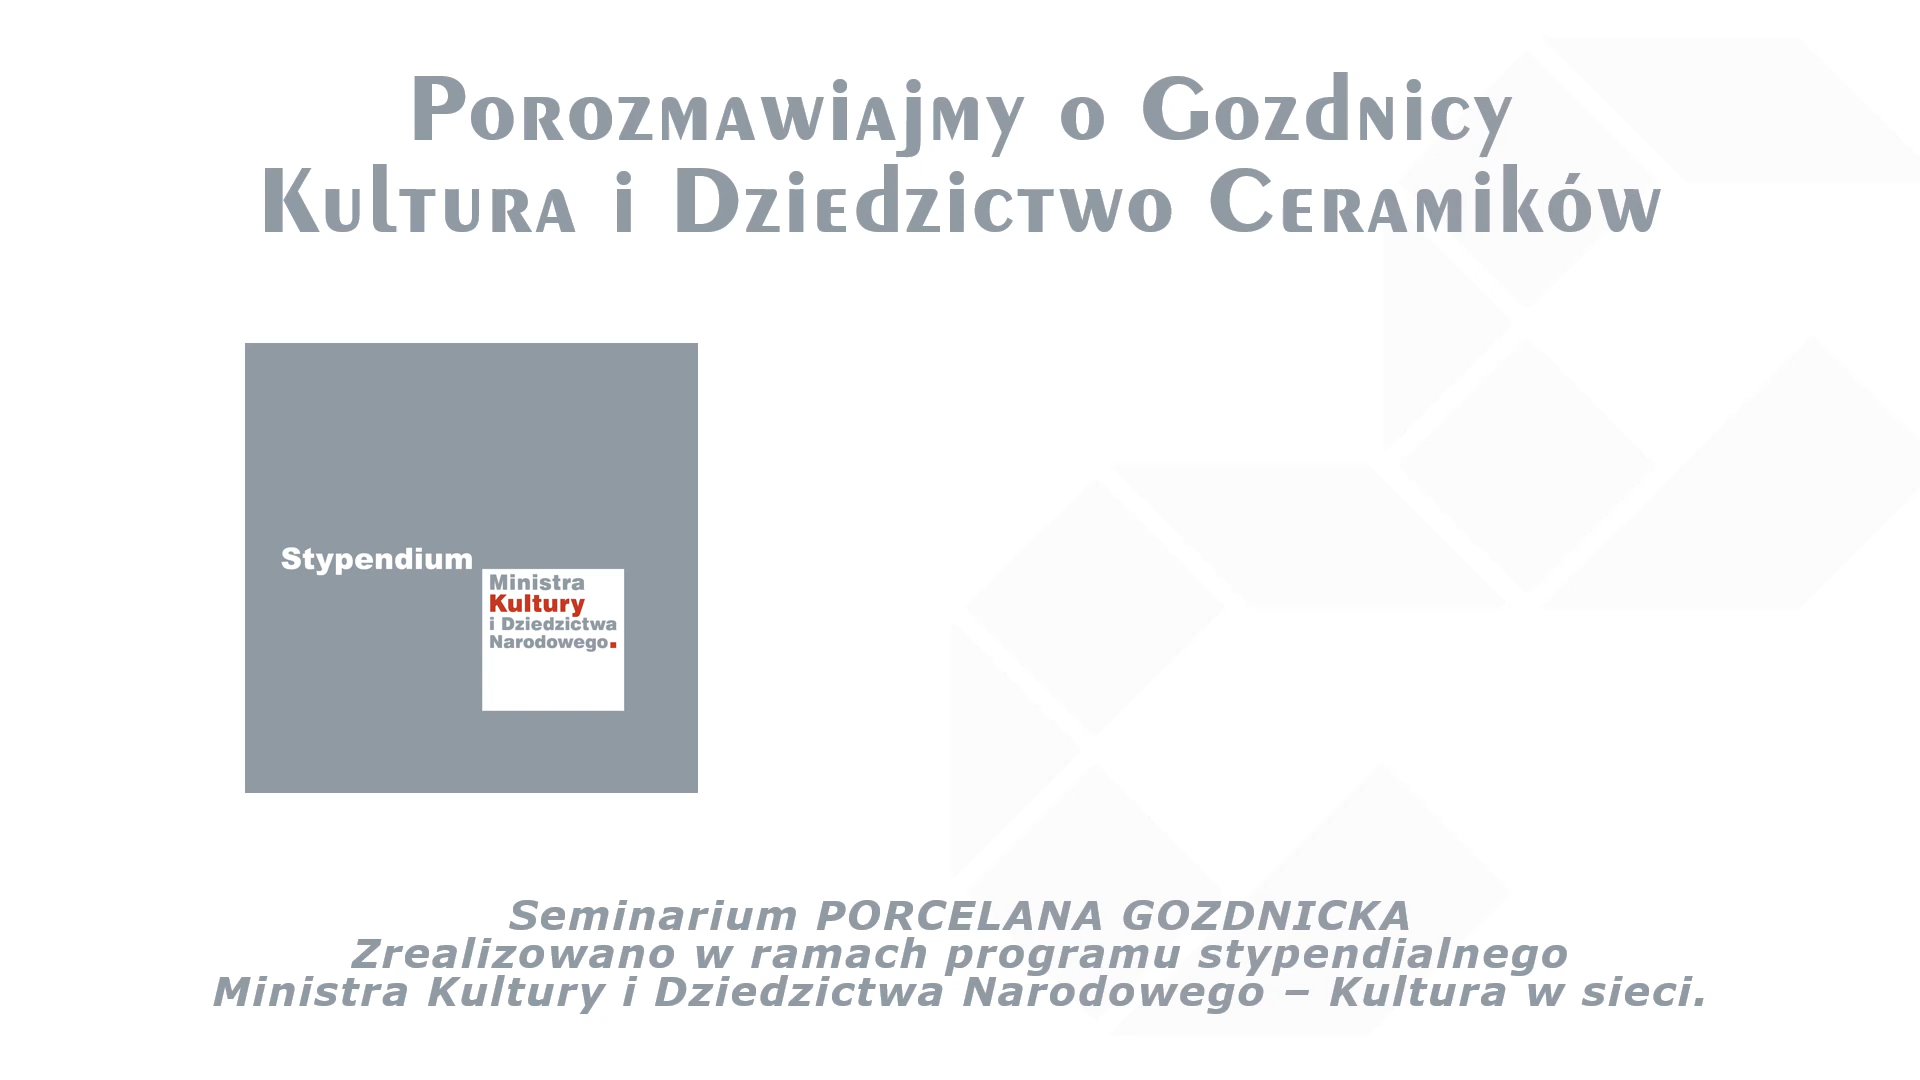 Porozmawiajmy o Gozdnicy
Kultura i Dziedzictwo Ceramików
Stypendium
Ministra
Kultury
i Dziedzictwa
Narodowego.
Seminarium PORCELANA GOZDNICKA
Zrealizowano w ramach programu stypendialnego
Ministra Kultury i Dziedzictwa Narodowego – Kultura w sieci.